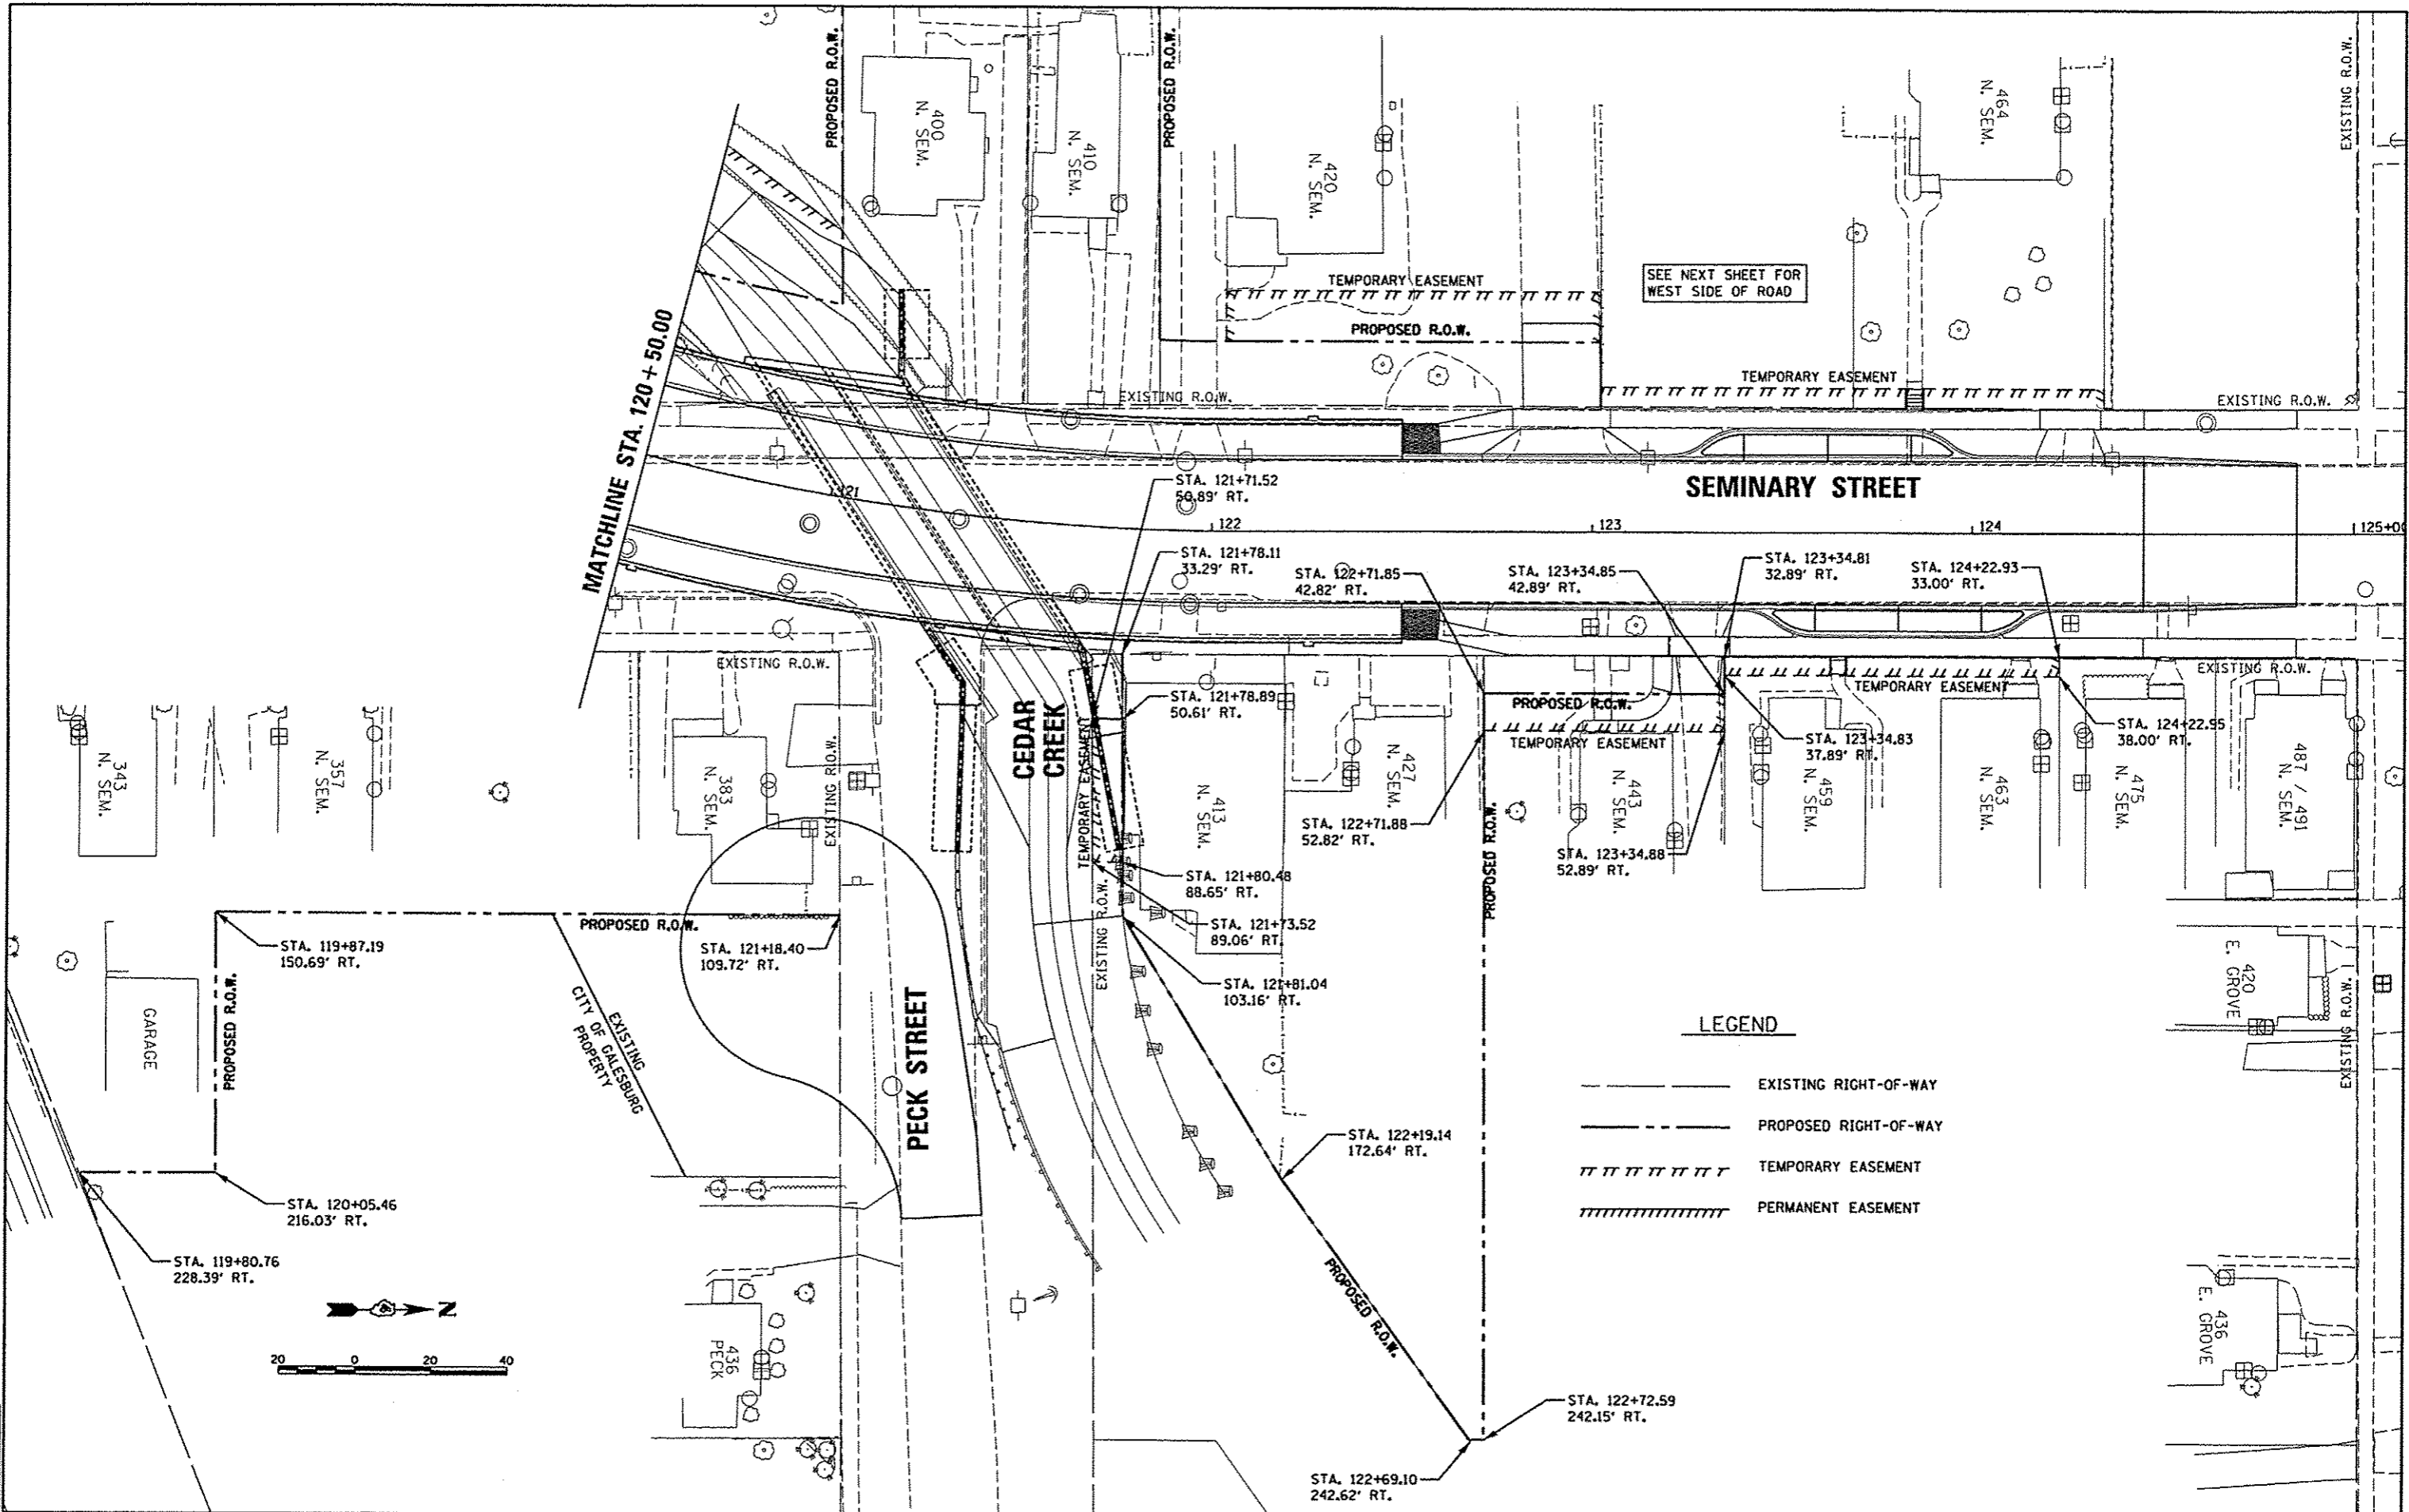 PROPOSED R.O.W.
400
N. SEM.
410
N. SEM.
PROPOSED R.O.W.
420
N. SEM.
464
N. SEM.
EXISTING R.O.W.
SEE NEXT SHEET FOR
WEST SIDE OF ROAD
TEMPORARY EASEMENT
PROPOSED R.O.W.
TEMPORARY EASEMENT
EXISTING R.O.W.
EXISTING R.O.W.
MATCHLINE STA. 120+50.00
SEMINARY STREET
121
122
123
124
125+00
STA. 121+71.52
50.89' RT.
STA. 121+78.11
33.29' RT.
STA. 122+71.85
42.82' RT.
STA. 123+34.85
42.89' RT.
STA. 123+34.81
32.89' RT.
STA. 124+22.93
33.00' RT.
EXISTING R.O.W.
EXISTING R.O.W.
TEMPORARY EASEMENT
PROPOSED R.O.W.
TEMPORARY EASEMENT
STA. 121+78.89
50.61' RT.
STA. 123+34.83
37.89' RT.
STA. 124+22.95
38.00' RT.
CEDAR
CREEK
TEMPORARY EASEMENT
343
N. SEM.
357
N. SEM.
383
N. SEM.
EXISTING R.O.W.
413
N. SEM.
427
N. SEM.
443
N. SEM.
459
N. SEM.
463
N. SEM.
475
N. SEM.
487 / 491
N. SEM.
STA. 122+71.88
52.82' RT.
STA. 123+34.88
52.89' RT.
PROPOSED R.O.W.
STA. 121+80.48
88.65' RT.
STA. 121+73.52
89.06' RT.
EXISTING R.O.W.
STA. 121+81.04
103.16' RT.
PROPOSED R.O.W.
STA. 119+87.19
150.69' RT.
STA. 121+18.40
109.72' RT.
GARAGE
PROPOSED R.O.W.
EXISTING
CITY OF GALESBURG
PROPERTY
PECK STREET
420
E. GROVE
EXISTING R.O.W.
LEGEND
EXISTING RIGHT-OF-WAY
PROPOSED RIGHT-OF-WAY
TEMPORARY EASEMENT
PERMANENT EASEMENT
STA. 122+19.14
172.64' RT.
STA. 120+05.46
216.03' RT.
STA. 119+80.76
228.39' RT.
N
20 0 20 40
436
PECK
PROPOSED R.O.W.
436
E. GROVE
STA. 122+72.59
242.15' RT.
STA. 122+69.10
242.62' RT.